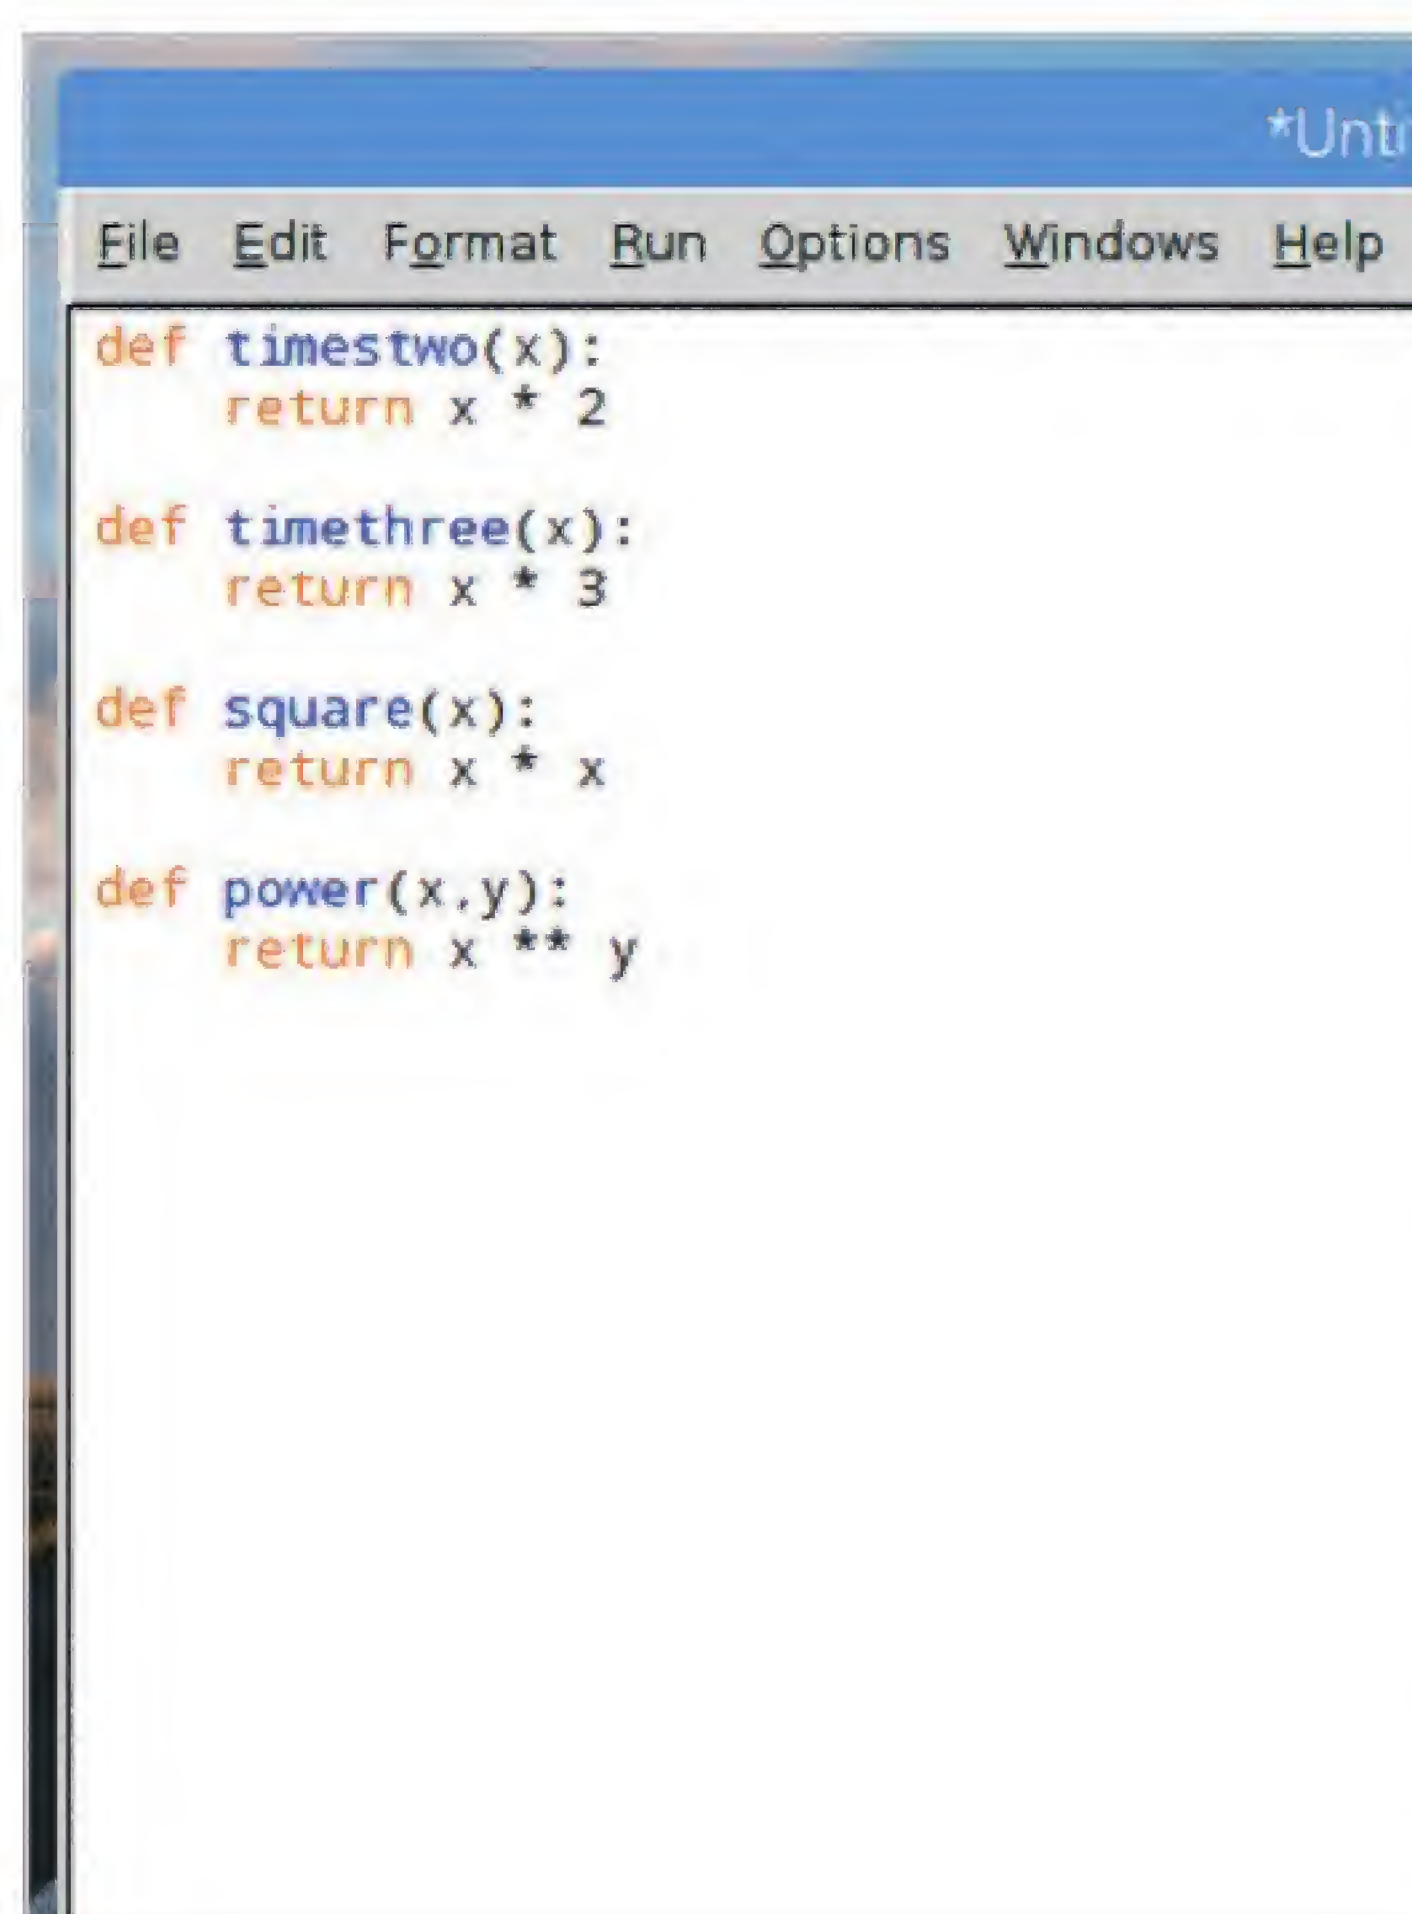 *Unti
File Edit Format Run Options Windows Help
def timestwo(x):
    return x * 2
def timethree(x):
    return x * 3
def square(x):
    return x * x
def power(x,y):
    return x ** y